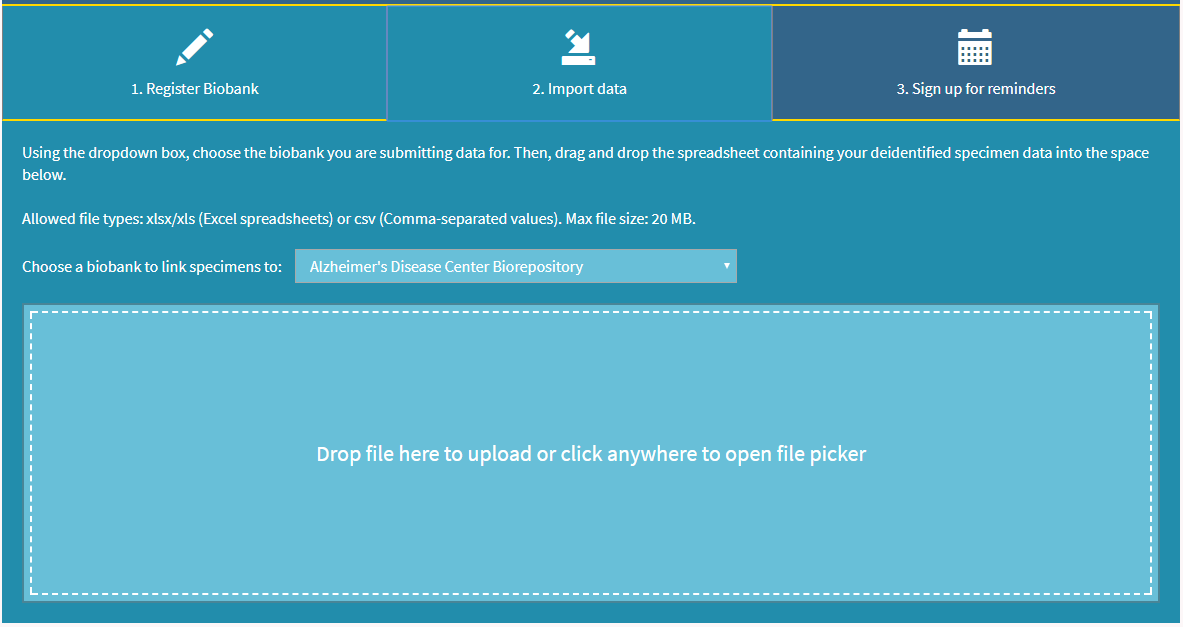 1. Register Biobank
2. Import data
3. Sign up for reminders
Using the dropdown box, choose the biobank you are submitting data for. Then, drag and drop the spreadsheet containing your deidentified specimen data into the space
below.
Allowed file types: xlsx/xls (Excel spreadsheets) or csv (Comma-separated values). Max file size: 20 MB.
Choose a biobank to link specimens to:
Alzheimer's Disease Center Biorepository
Drop file here to upload or click anywhere to open file picker